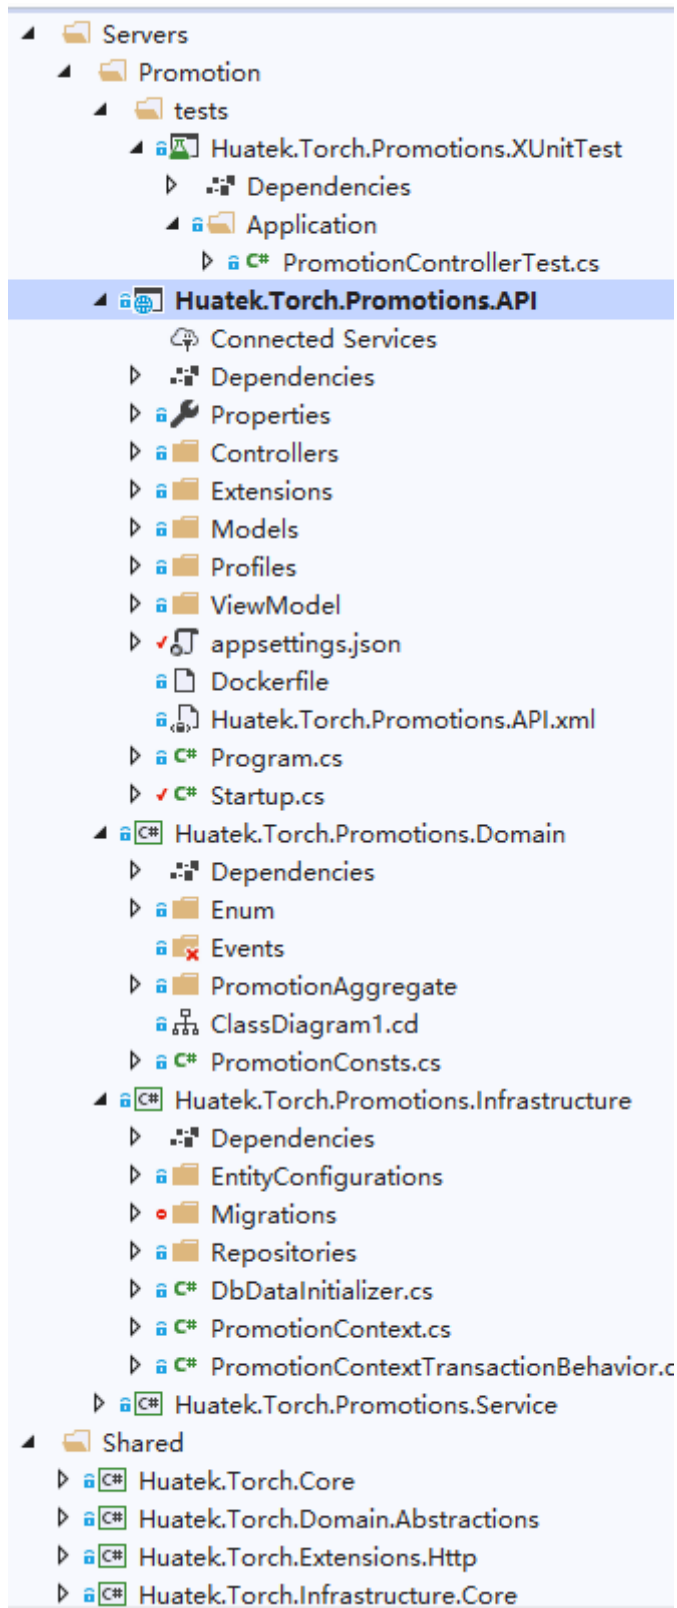 Servers
Promotion
tests
Huatek.Torch.Promotions.XUnitTest
Dependencies
Application
C# PromotionControllerTest.cs
Huatek.Torch.Promotions.API
Connected Services
Dependencies
Properties
Controllers
Extensions
Models
Profiles
ViewModel
appsettings.json
Dockerfile
Huatek.Torch.Promotions.API.xml
C# Program.cs
C# Startup.cs
C# Huatek.Torch.Promotions.Domain
Dependencies
Enum
Events
PromotionAggregate
ClassDiagram1.cd
C# PromotionConsts.cs
C# Huatek.Torch.Promotions.Infrastructure
Dependencies
EntityConfigurations
Migrations
Repositories
C# DbDataInitializer.cs
C# PromotionContext.cs
C# PromotionContextTransactionBehavior.c
C# Huatek.Torch.Promotions.Service
Shared
C# Huatek.Torch.Core
C# Huatek.Torch.Domain.Abstractions
C# Huatek.Torch.Extensions.Http
C# Huatek.Torch.Infrastructure.Core